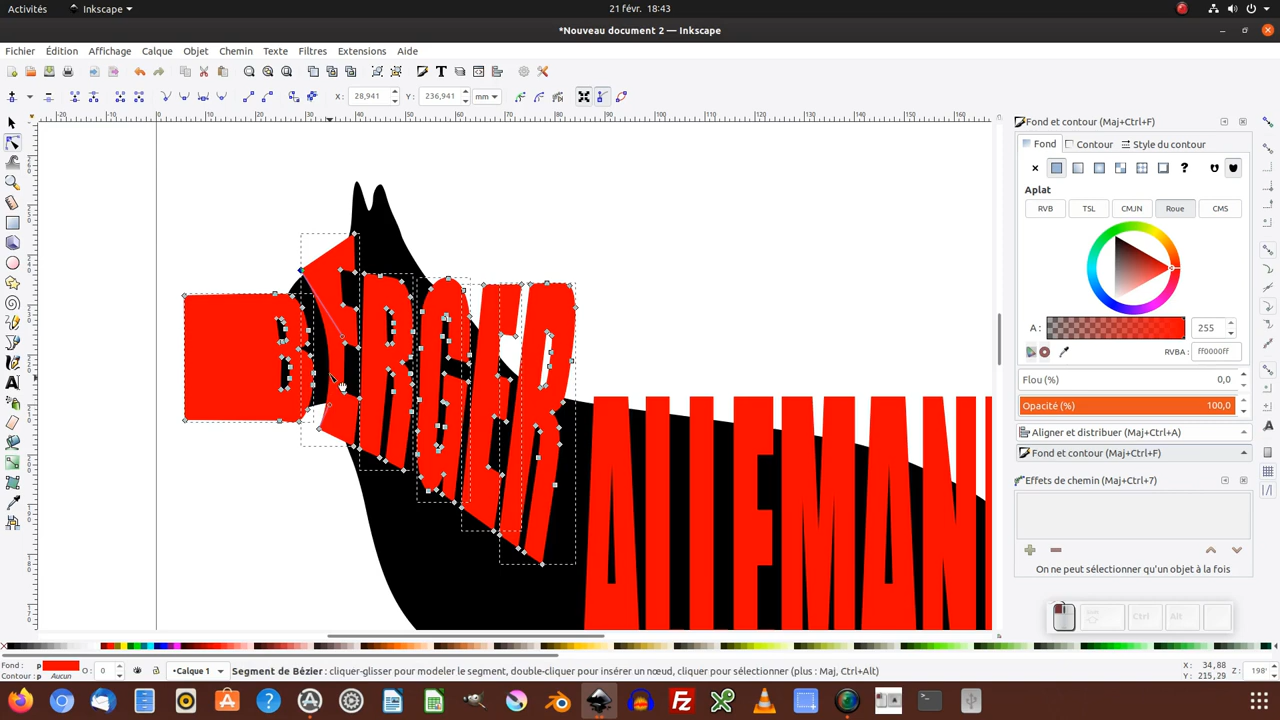 Activités
Inkscape
21 févr. 18:43
*Nouveau document 2 — Inkscape
Fichier Édition Affichage Calque Objet Chemin Texte Filtres Extensions Aide
X: 28,941 Y: 236,941 mm
Fond et contour (Maj+Ctrl+F)
Fond Contour Style du contour
?
Aplat
RVB TSL CMJN Roue CMS
A : 255
RVBA : ff0000ff
Flou (%) 0,0
Opacité (%) 100,0
Aligner et distribuer (Maj+Ctrl+A)
Fond et contour (Maj+Ctrl+F)
Effets de chemin (Maj+Ctrl+7)
On ne peut sélectionner qu'un objet à la fois
Ctrl Alt
BERGER
ALLEMAN
Fond : p
Contour : p Aucun
O: 0
•Calque 1
Segment de Bézier : cliquer-glisser pour modeler le segment, double-cliquer pour insérer un nœud, cliquer pour sélectionner (plus : Maj, Ctrl+Alt)
X: 34,88
Y: 215,29
Z: 198